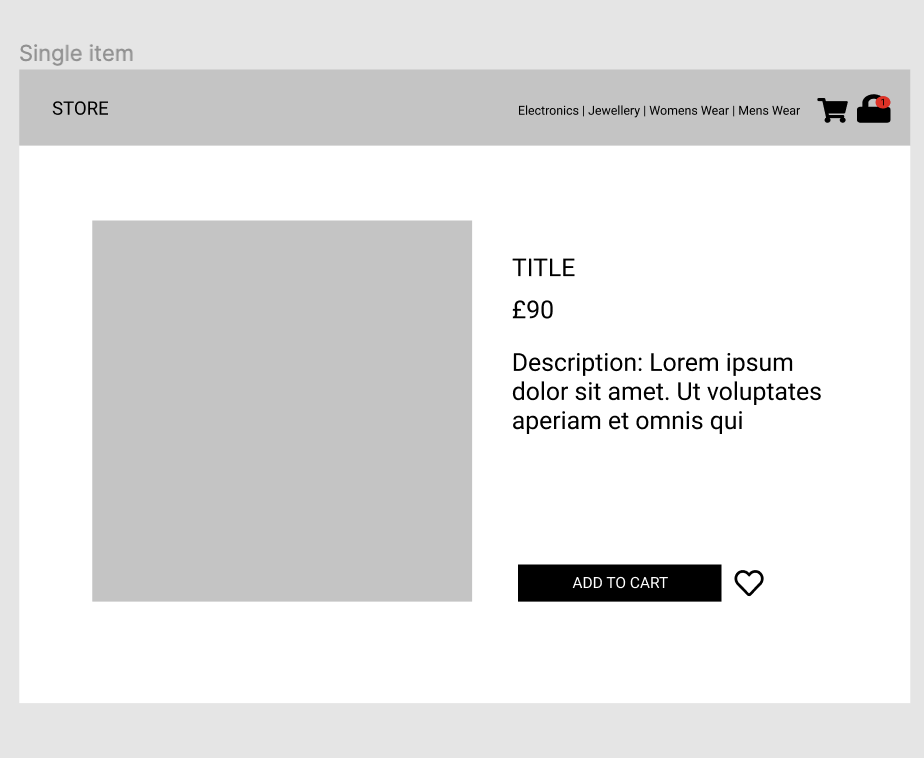 Single item
STORE
Electronics | Jewellery | Womens Wear | Mens Wear
1
TITLE
£90
Description: Lorem ipsum
dolor sit amet. Ut voluptates
aperiam et omnis qui
ADD TO CART